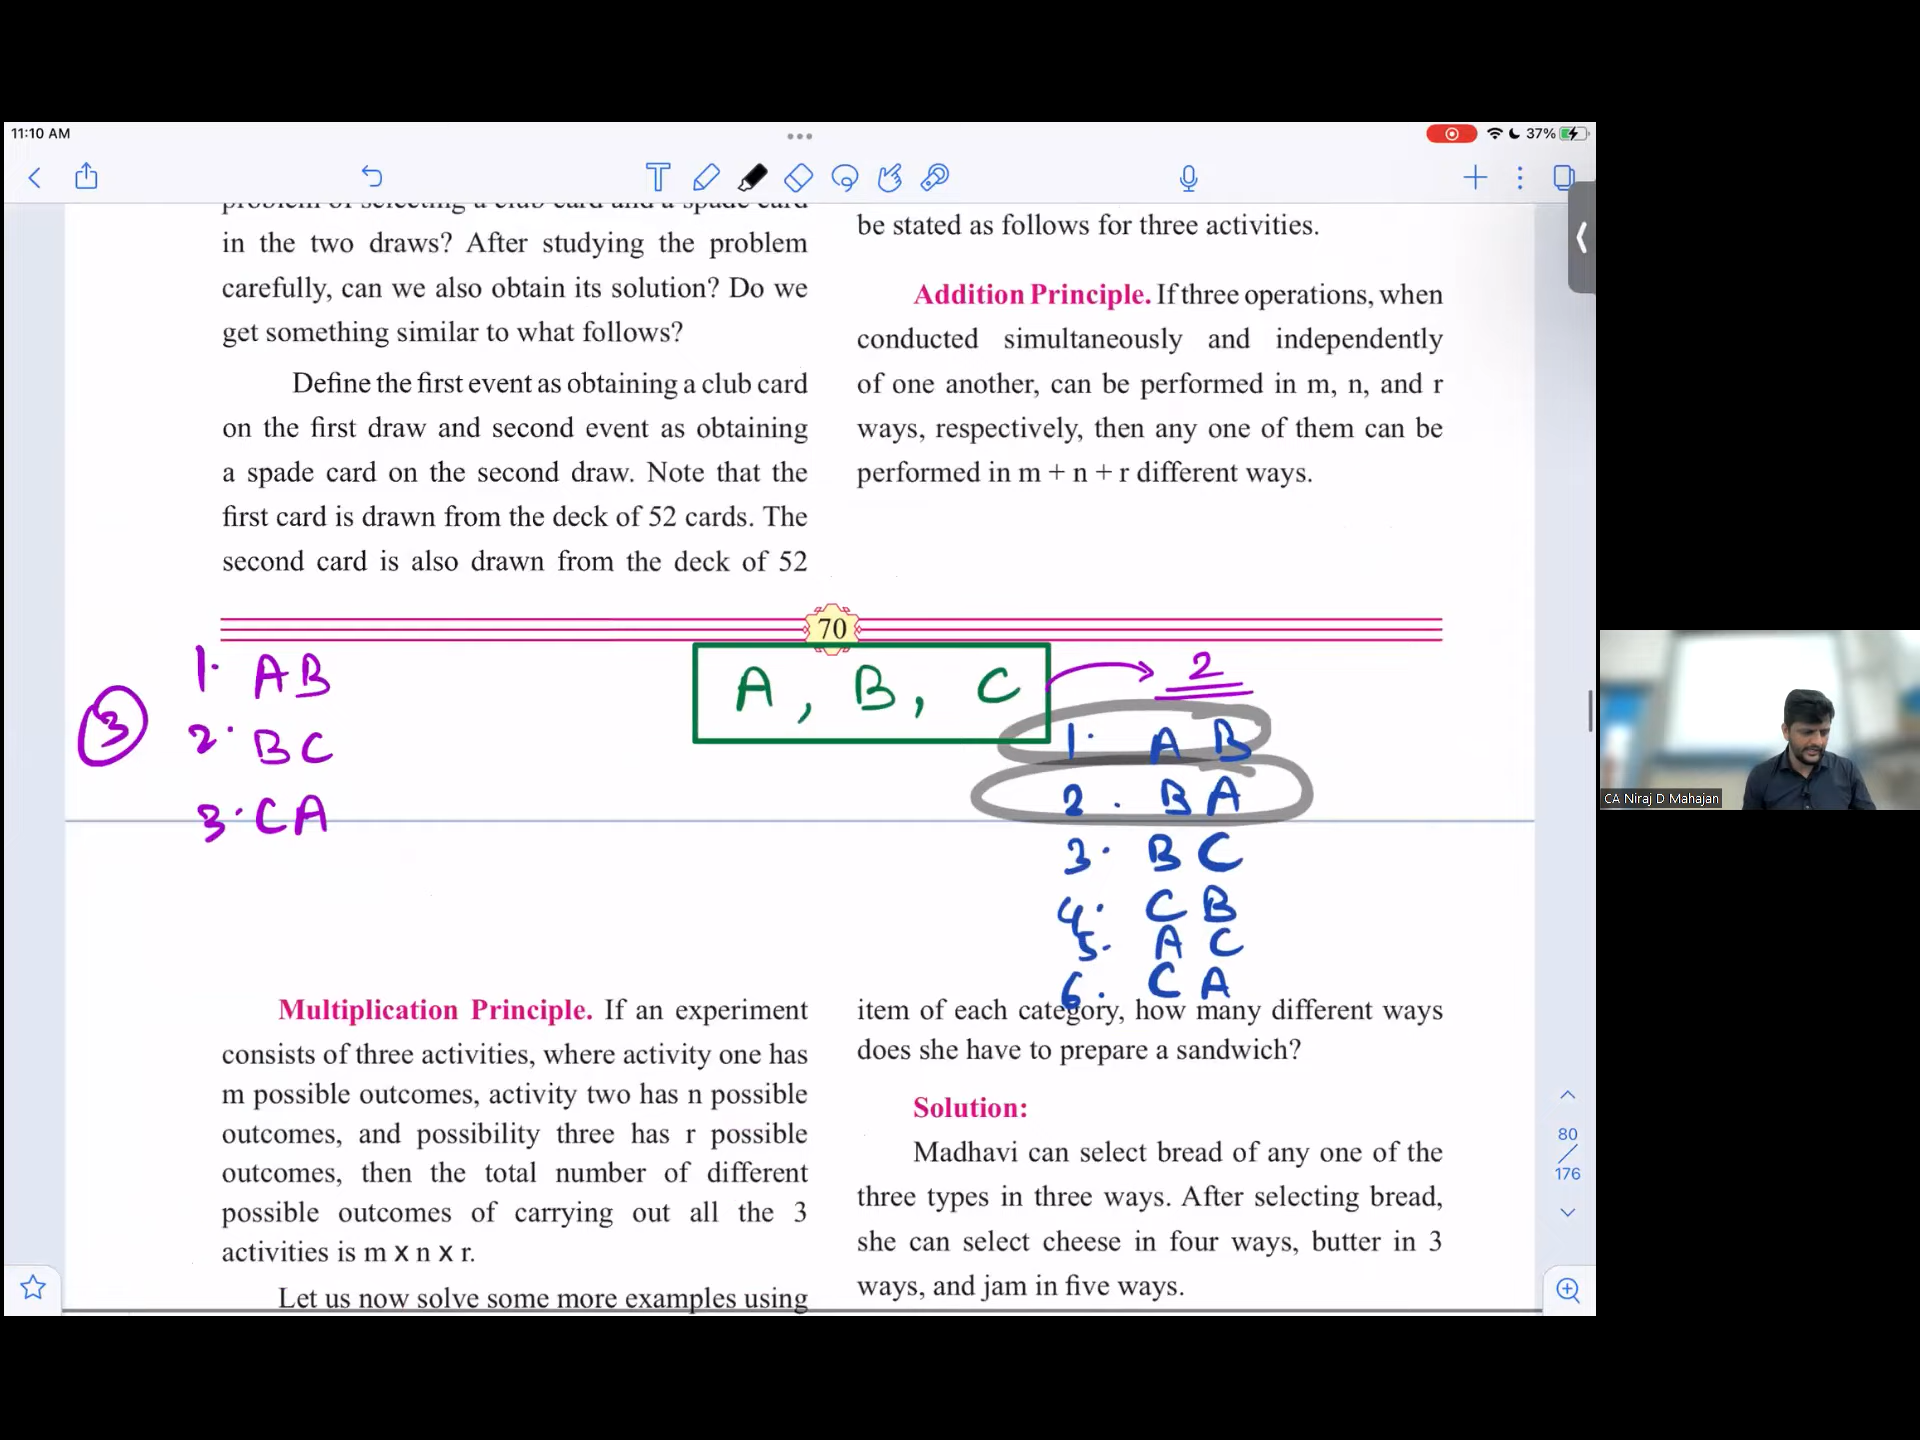 11:10 AM
37%
problem of selecting a club card and a spade card
in the two draws? After studying the problem
carefully, can we also obtain its solution? Do we
get something similar to what follows?
Define the first event as obtaining a club card
on the first draw and second event as obtaining
a spade card on the second draw. Note that the
first card is drawn from the deck of 52 cards. The
second card is also drawn from the deck of 52
be stated as follows for three activities.
Addition Principle. If three operations, when
conducted simultaneously and independently
of one another, can be performed in m, n, and r
ways, respectively, then any one of them can be
performed in m + n + r different ways.
70
3
1. AB
2. BC
3. CA
A, B, C
2
1. A B
2. B A
3. B C
4. C B
5. A C
6. C A
Multiplication Principle. If an experiment
consists of three activities, where activity one has
m possible outcomes, activity two has n possible
outcomes, and possibility three has r possible
outcomes, then the total number of different
possible outcomes of carrying out all the 3
activities is m x n x r.
Let us now solve some more examples using
item of each category, how many different ways
does she have to prepare a sandwich?
Solution:
Madhavi can select bread of any one of the
three types in three ways. After selecting bread,
she can select cheese in four ways, butter in 3
ways, and jam in five ways.
80
176
CA Niraj D Mahajan